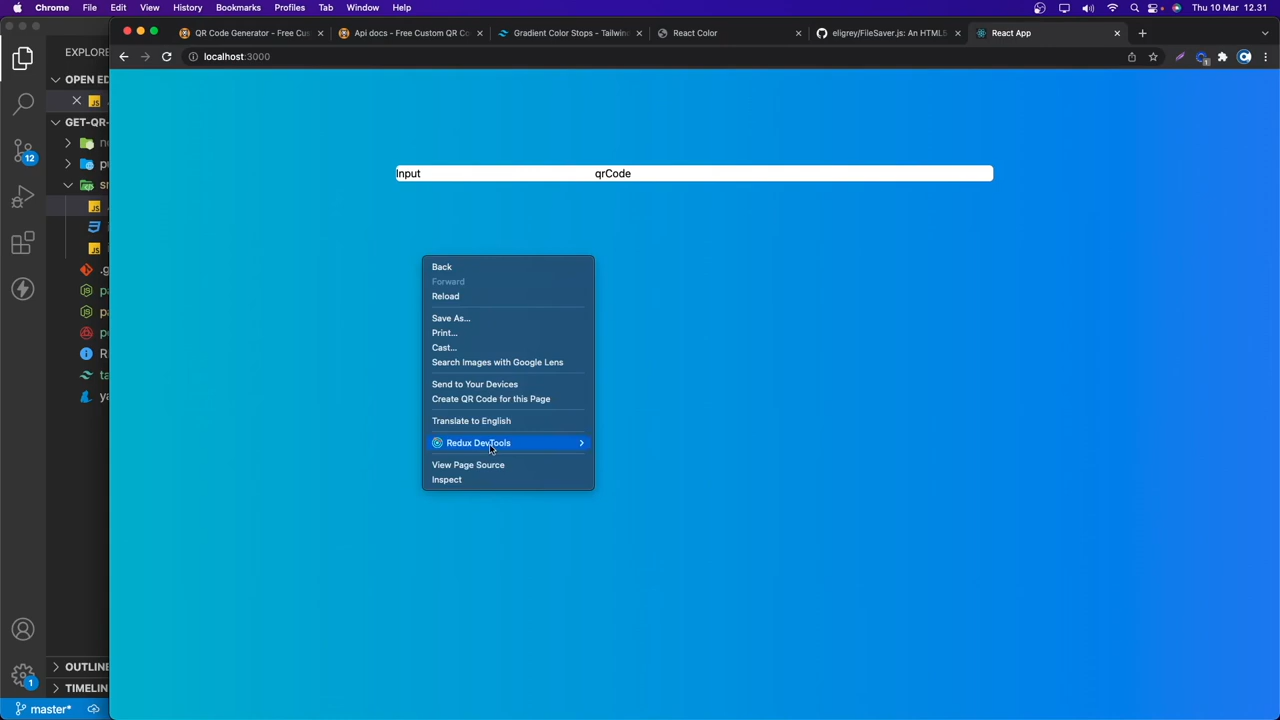 Chrome File Edit View History Bookmarks Profiles Tab Window Help Thu 10 Mar 12.31
QR Code Generator - Free Cus
Api docs - Free Custom QR Co
Gradient Color Stops - Tailwind
React Color
eligrey/FileSaver.js: An HTML5
React App
localhost:3000
EXPLORE
OPEN ED
GET-QR-
12
Input qrCode
Back
Forward
Reload
Save As...
Print...
Cast...
Search Images with Google Lens
Send to Your Devices
Create QR Code for this Page
Translate to English
Redux DevTools
View Page Source
Inspect
OUTLINE
TIMELIN
1
master*